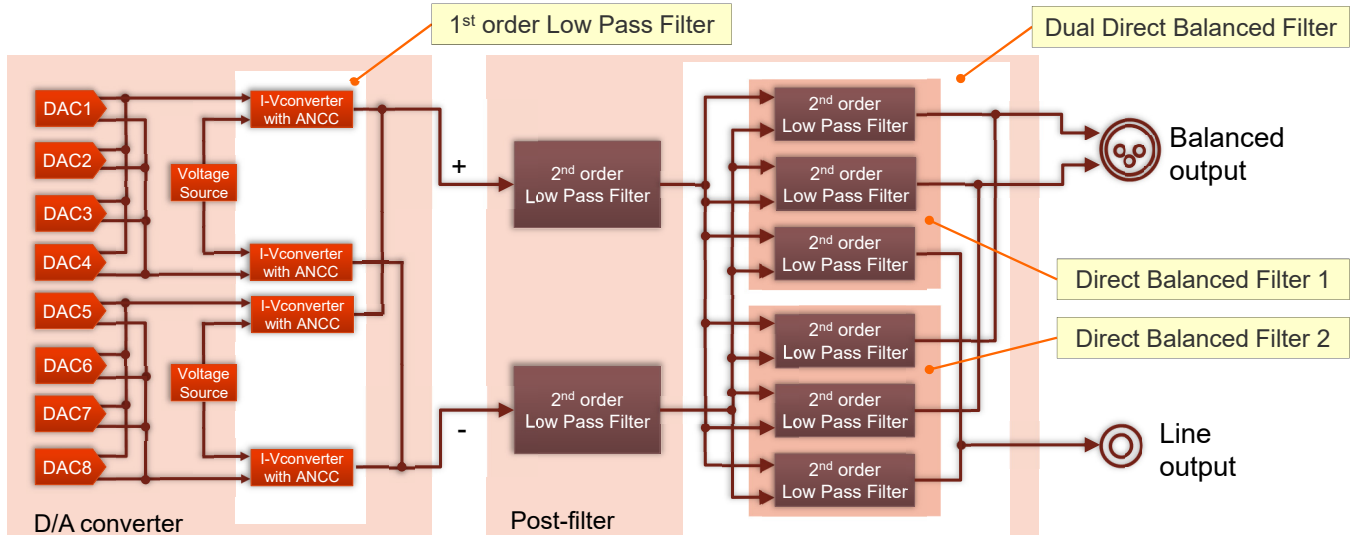 1st order Low Pass Filter
Dual Direct Balanced Filter
DAC1
DAC2
DAC3
DAC4
DAC5
DAC6
DAC7
DAC8
Voltage
Source
Voltage
Source
I-Vconverter
with ANCC
I-Vconverter
with ANCC
I-Vconverter
with ANCC
I-Vconverter
with ANCC
D/A converter
+
-
2nd order
Low Pass Filter
2nd order
Low Pass Filter
Post-filter
2nd order
Low Pass Filter
2nd order
Low Pass Filter
2nd order
Low Pass Filter
2nd order
Low Pass Filter
2nd order
Low Pass Filter
2nd order
Low Pass Filter
Balanced
output
Direct Balanced Filter 1
Direct Balanced Filter 2
Line
output